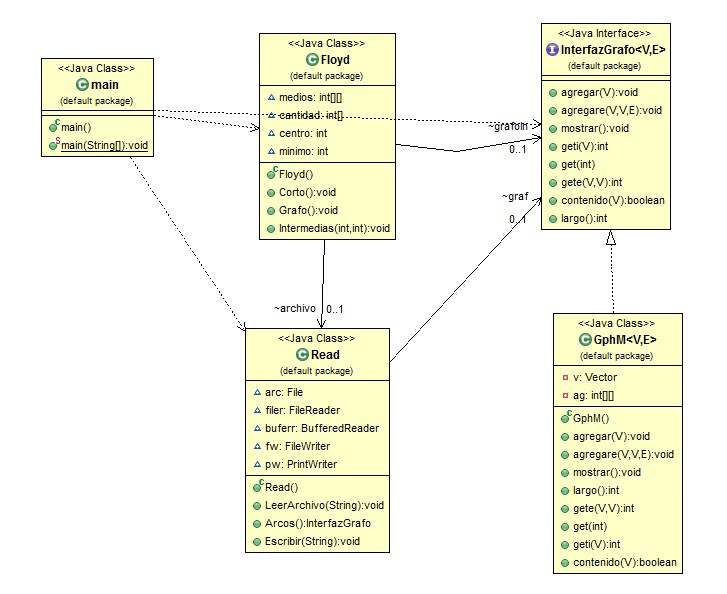 <<Java Class>>
main
(default package)
main()
main(String[]):void
<<Java Class>>
Floyd
(default package)
medios: int[][]
cantidad: int[]
centro: int
minimo: int
Floyd()
Corto():void
Grafo():void
Intermedias(int,int):void
<<Java Interface>>
InterfazGrafo<V,E>
(default package)
agregar(V):void
agregare(V,V,E):void
mostrar():void
geti(V):int
get(int)
gete(V,V):int
contenido(V):boolean
largo():int
~grafoin
0..1
~graf
0..1
~archivo
0..1
<<Java Class>>
Read
(default package)
arc: File
filer: FileReader
buferr: BufferedReader
fw: FileWriter
pw: PrintWriter
Read()
LeerArchivo(String):void
Arcos():InterfazGrafo
Escribir(String):void
<<Java Class>>
GphM<V,E>
(default package)
v: Vector
ag: int[][]
GphM()
agregar(V):void
agregare(V,V,E):void
mostrar():void
largo():int
gete(V,V):int
get(int)
geti(V):int
contenido(V):boolean